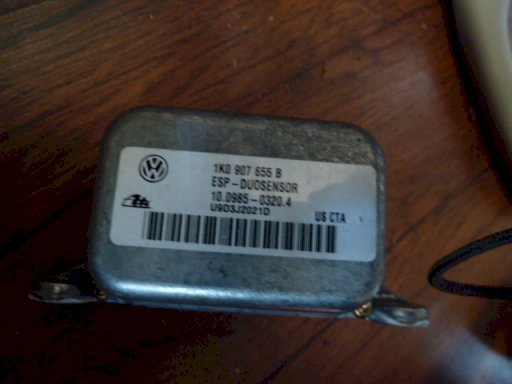 1K0 907 655 B
ESP-DUOSENSOR
10.0985-0320.4
U9D3J2021D
US CTA